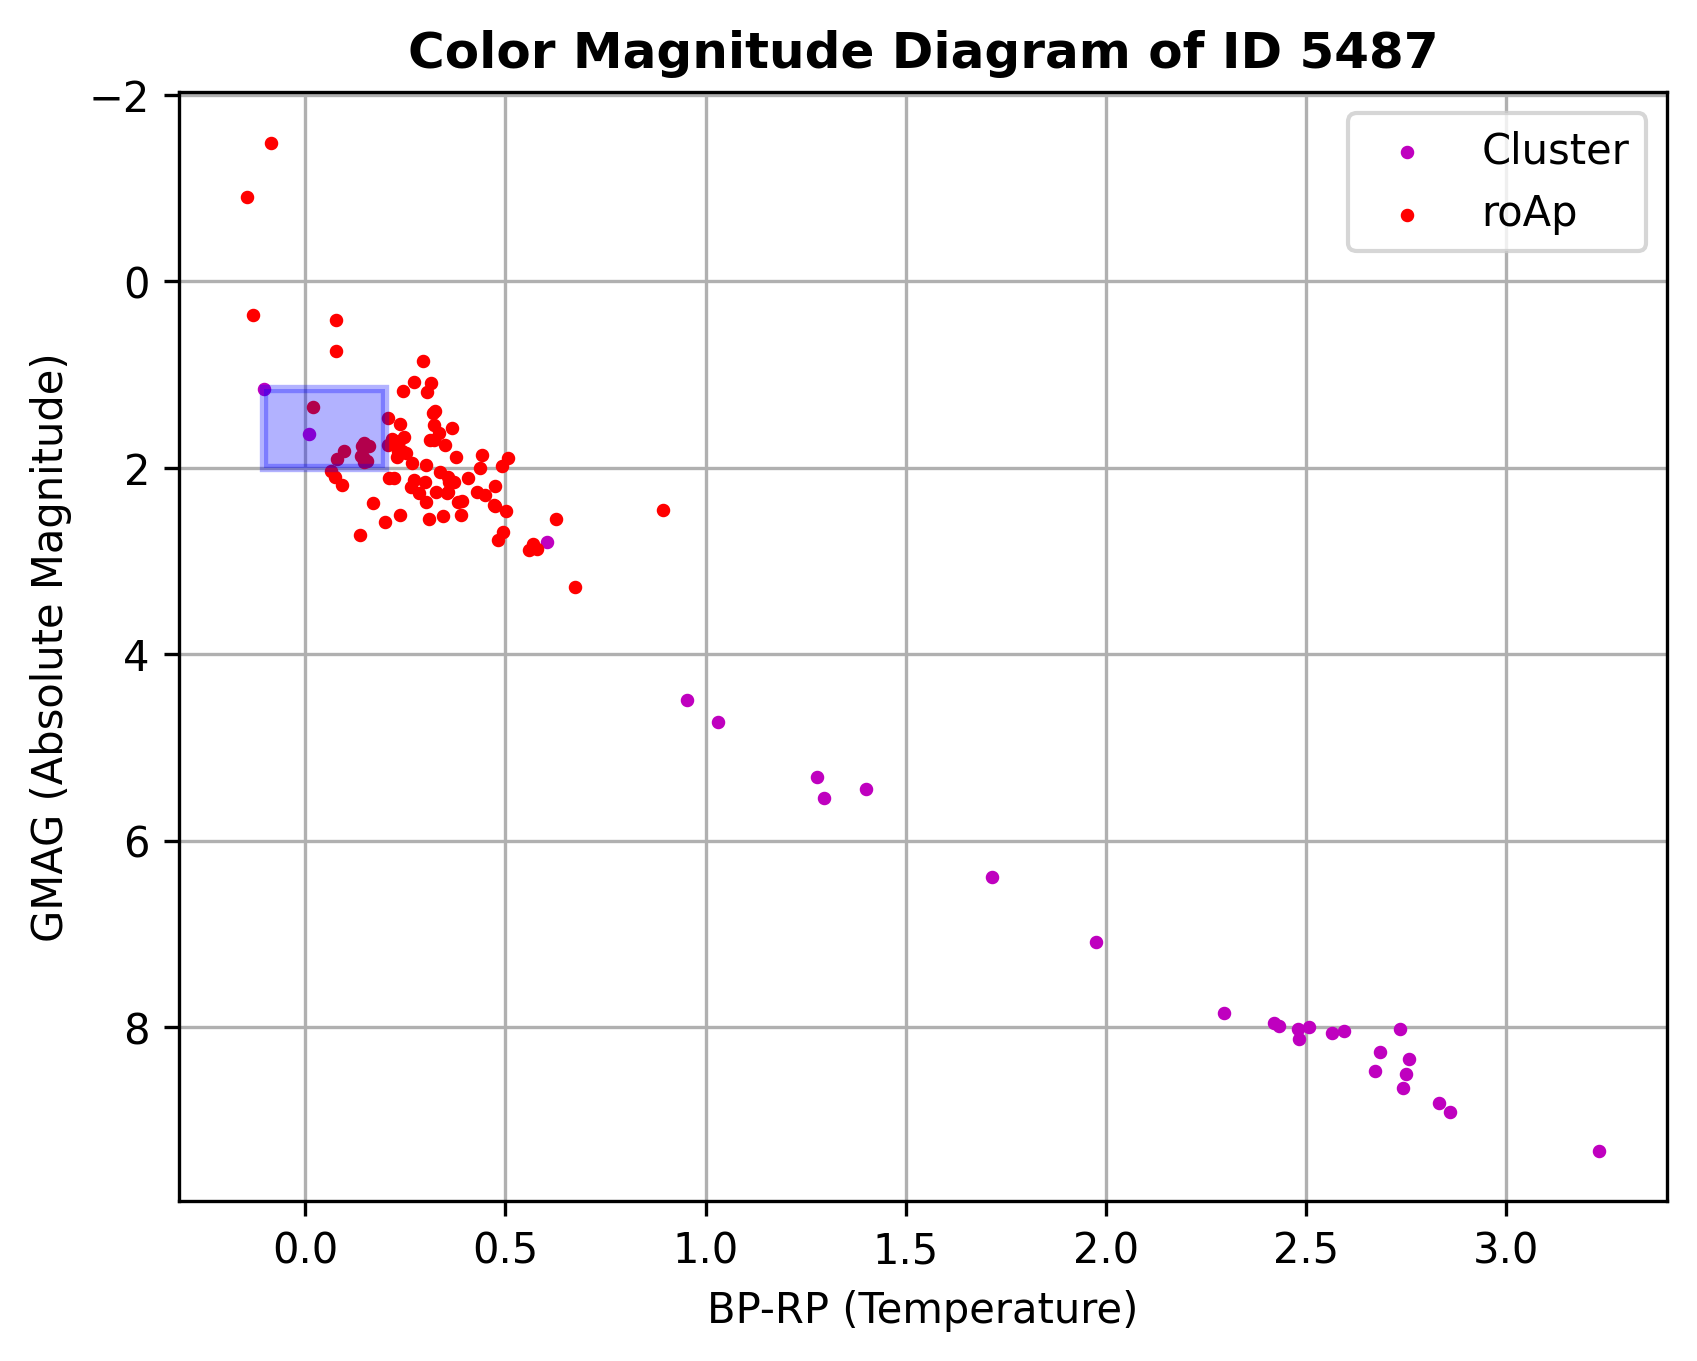 Color Magnitude Diagram of ID 5487
Cluster
roAp
GMAG (Absolute Magnitude)
−2
0
2
4
6
8
0.0 0.5 1.0 1.5 2.0 2.5 3.0
BP-RP (Temperature)